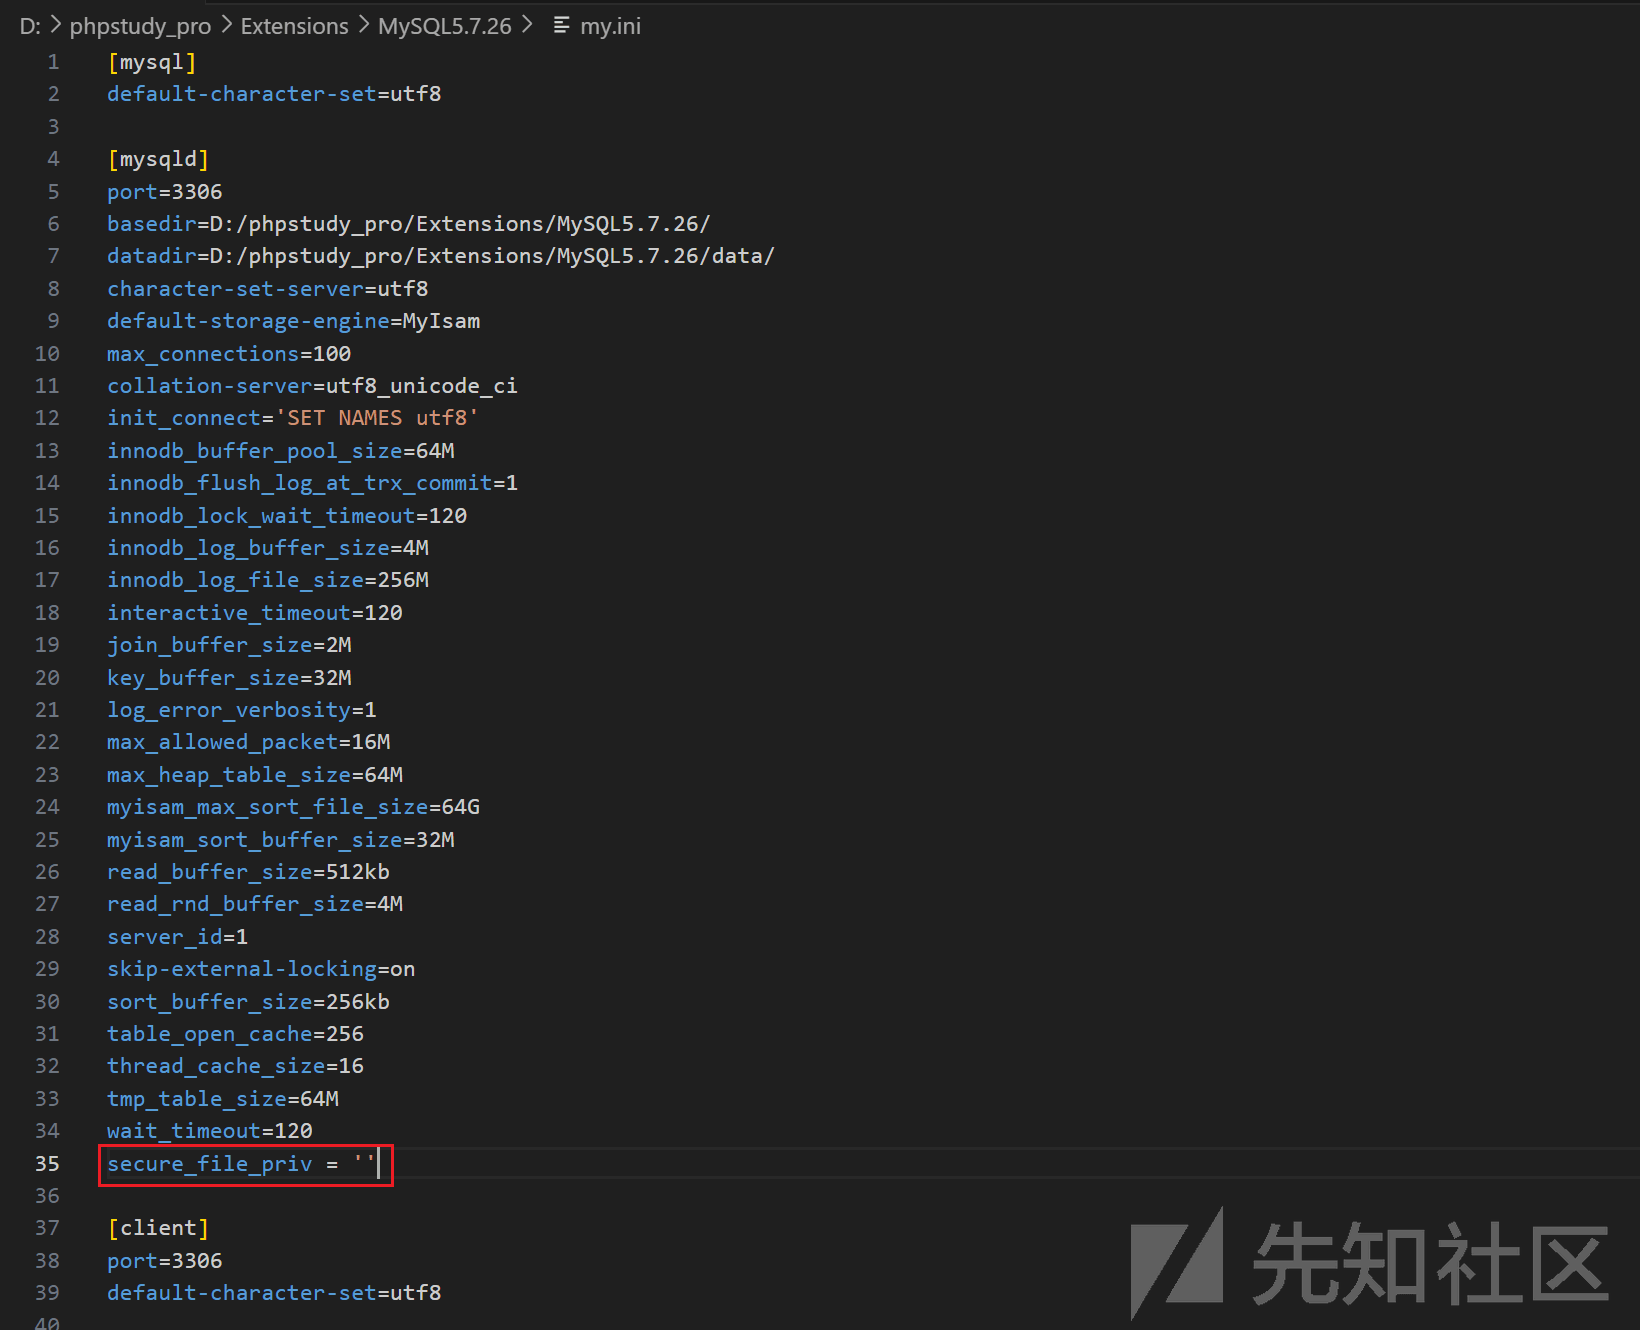 D: > phpstudy_pro > Extensions > MySQL5.7.26 > my.ini
1 [mysql]
2 default-character-set=utf8
3
4 [mysqld]
5 port=3306
6 basedir=D:/phpstudy_pro/Extensions/MySQL5.7.26/
7 datadir=D:/phpstudy_pro/Extensions/MySQL5.7.26/data/
8 character-set-server=utf8
9 default-storage-engine=MyIsam
10 max_connections=100
11 collation-server=utf8_unicode_ci
12 init_connect='SET NAMES utf8'
13 innodb_buffer_pool_size=64M
14 innodb_flush_log_at_trx_commit=1
15 innodb_lock_wait_timeout=120
16 innodb_log_buffer_size=4M
17 innodb_log_file_size=256M
18 interactive_timeout=120
19 join_buffer_size=2M
20 key_buffer_size=32M
21 log_error_verbosity=1
22 max_allowed_packet=16M
23 max_heap_table_size=64M
24 myisam_max_sort_file_size=64G
25 myisam_sort_buffer_size=32M
26 read_buffer_size=512kb
27 read_rnd_buffer_size=4M
28 server_id=1
29 skip-external-locking=on
30 sort_buffer_size=256kb
31 table_open_cache=256
32 thread_cache_size=16
33 tmp_table_size=64M
34 wait_timeout=120
35 secure_file_priv = ''
36
37 [client]
38 port=3306
39 default-character-set=utf8
40
先知社区